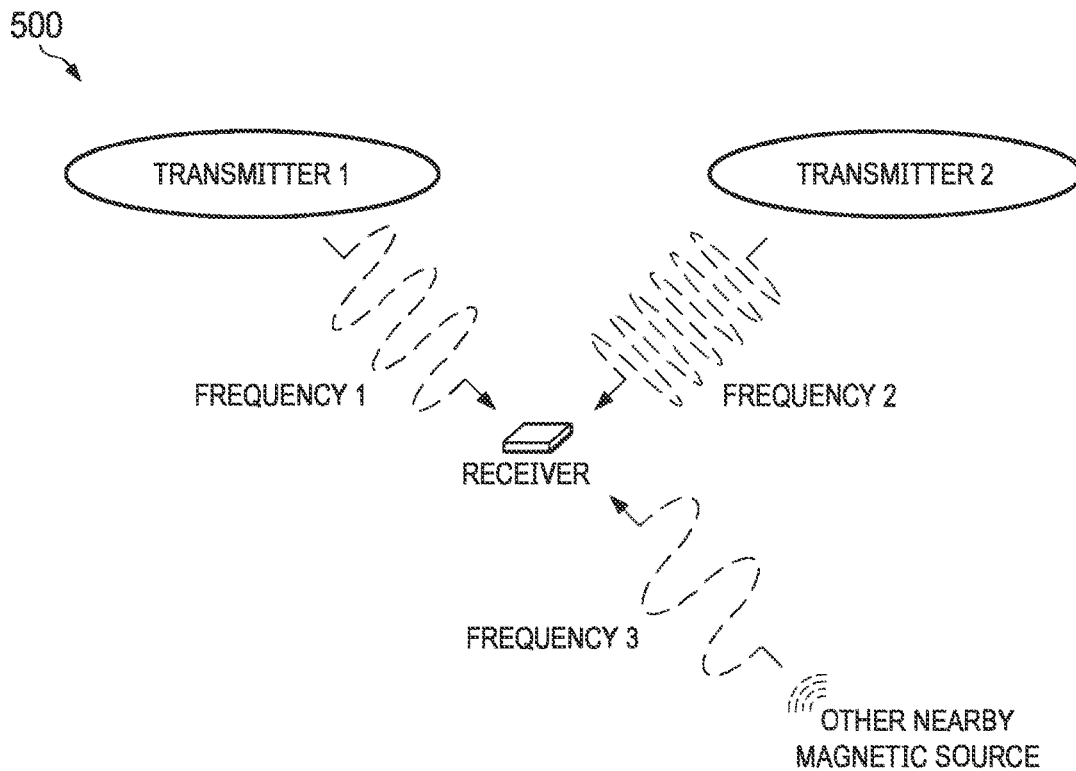 500
TRANSMITTER 1
TRANSMITTER 2
FREQUENCY 1
FREQUENCY 2
RECEIVER
FREQUENCY 3
OTHER NEARBY
MAGNETIC SOURCE